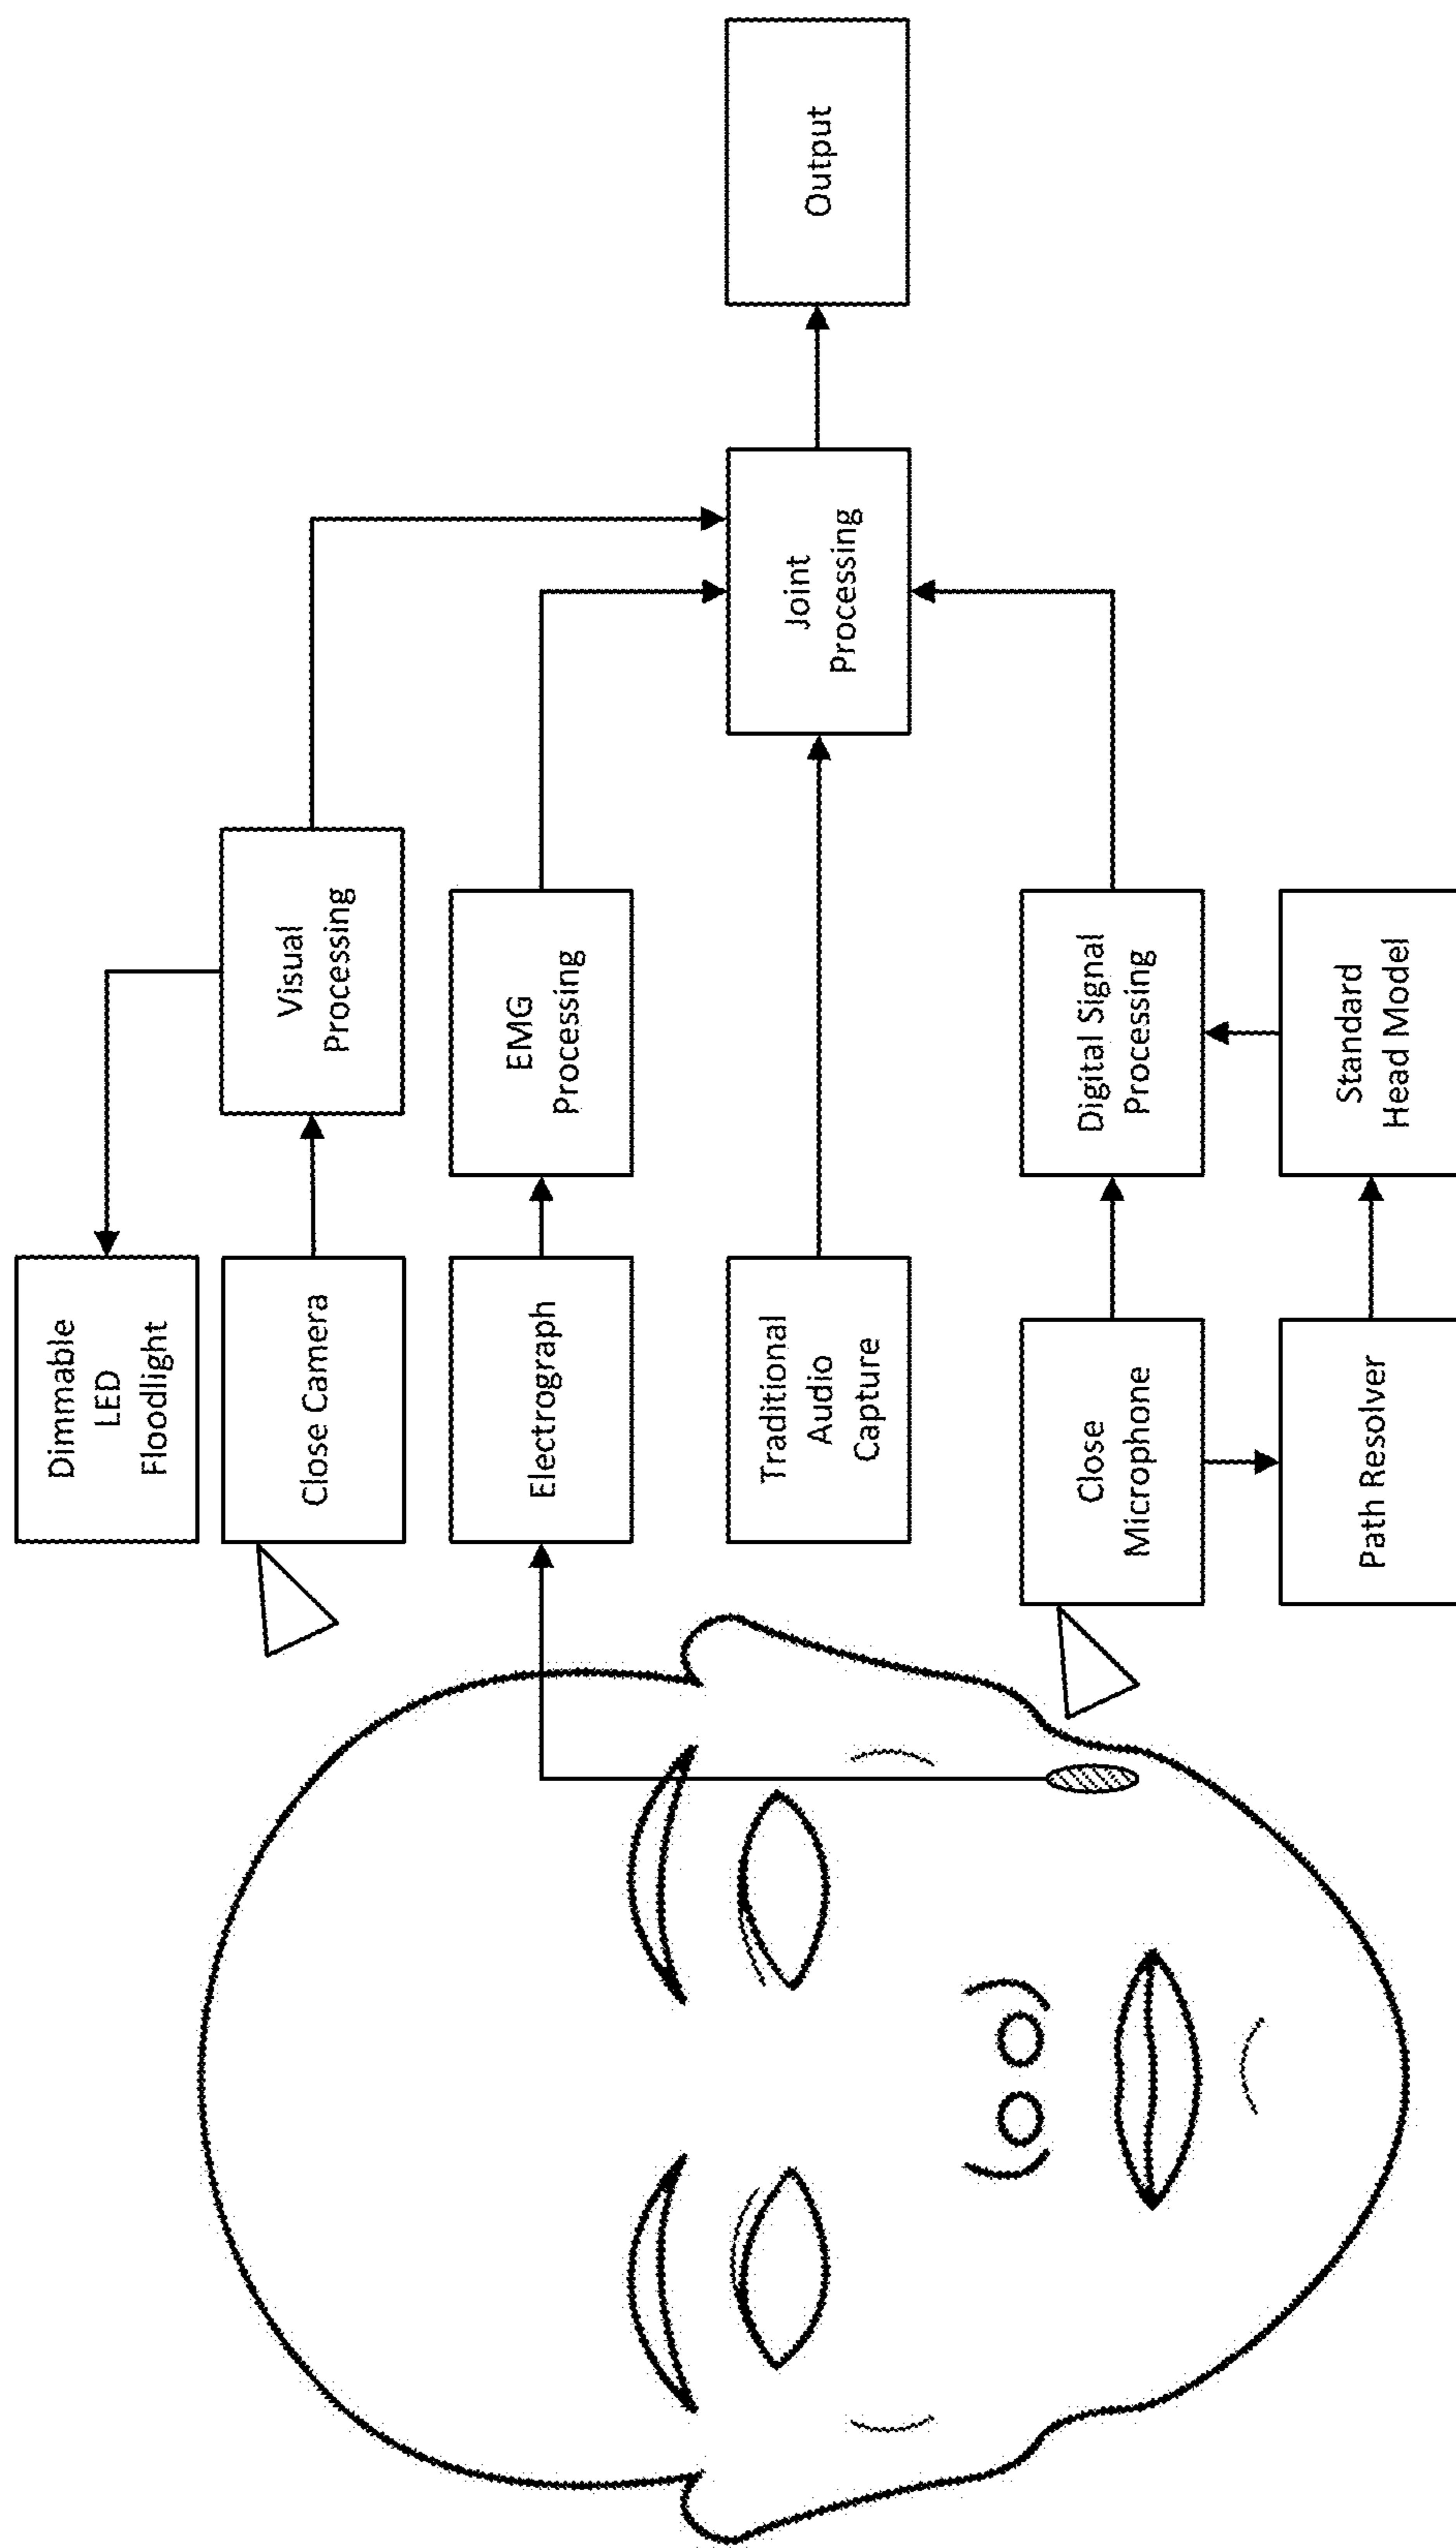 Dimmable
LED
Floodlight
Close Camera
Visual
Processing
Electrograph
EMG
Processing
Traditional
Audio
Capture
Joint
Processing
Output
Close
Microphone
Digital Signal
Processing
Path Resolver
Standard
Head Model